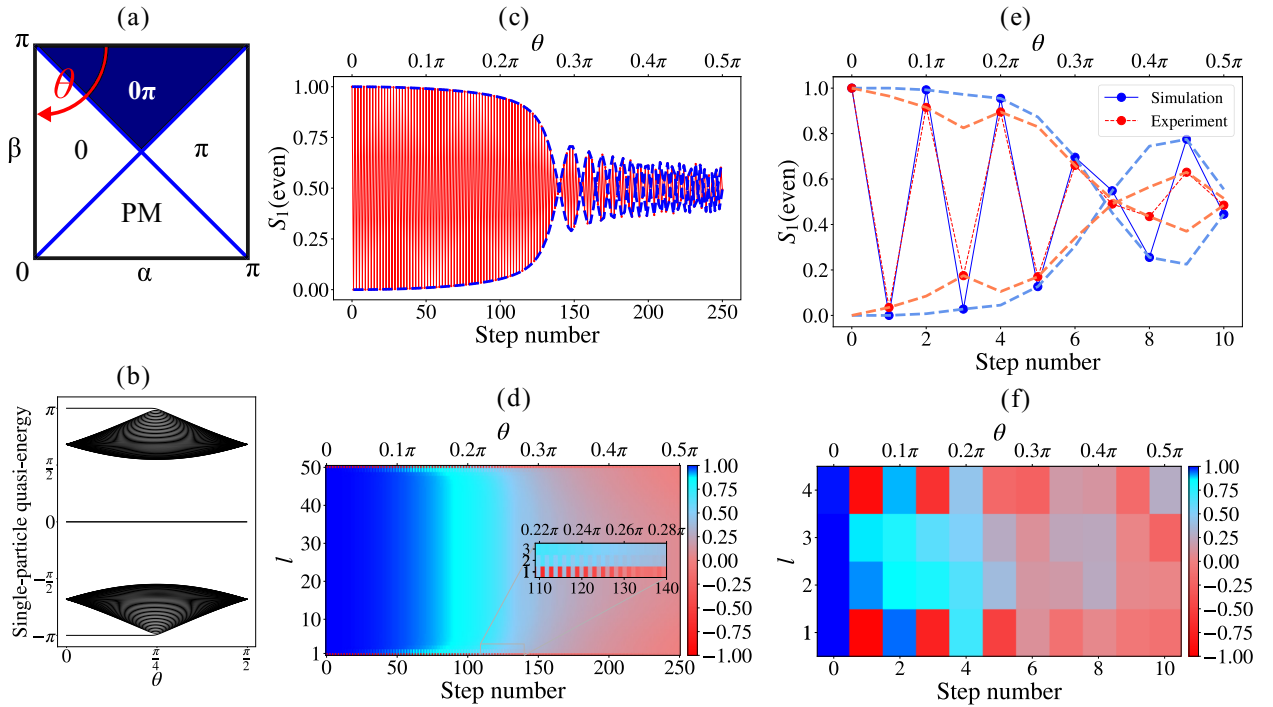 (a)
π
θ
0π
β
0
π
PM
0
α
π
(b)
Single-particle quasi-energy
π
π/2
0
−π/2
−π
0
π/4
π/2
θ
(c)
θ
0
0.1π
0.2π
0.3π
0.4π
0.5π
S₁(even)
1.00
0.75
0.50
0.25
0.00
0
50
100
150
200
250
Step number
(d)
θ
0
0.1π
0.2π
0.3π
0.4π
0.5π
l
50
40
30
20
10
1
0.22π
0.24π
0.26π
0.28π
3
2
1
110
120
130
140
0
50
100
150
200
250
Step number
1.00
0.75
0.50
0.25
0.00
−0.25
−0.50
−0.75
−1.00
(e)
θ
0
0.1π
0.2π
0.3π
0.4π
0.5π
S₁(even)
1.0
0.8
0.6
0.4
0.2
0.0
Simulation
Experiment
0
2
4
6
8
10
Step number
(f)
θ
0
0.1π
0.2π
0.3π
0.4π
0.5π
l
4
3
2
1
0
2
4
6
8
10
Step number
1.00
0.75
0.50
0.25
0.00
−0.25
−0.50
−0.75
−1.00